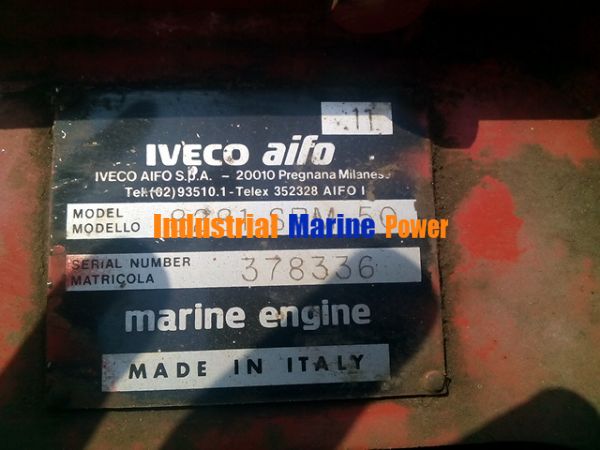 11
IVECO aifo
IVECO AIFO S.p.A. - 20010 Pregnana Milanese
Tel.(02)93510.1-Telex 352328 AIFO I
MODEL
MODELLO
Industrial Marine Power
SERIAL NUMBER
MATRICOLA
378336
marine engine
MADE IN ITALY